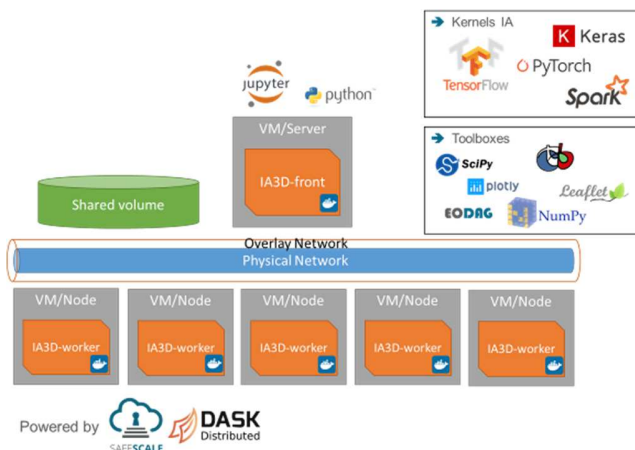 Kernels IA
K Keras
TensorFlow
PyTorch
Spark
jupyter
python
VM/Server
IA3D-front
Toolboxes
SciPy
plotly
Leaflet
EODAG
NumPy
Shared volume
Overlay Network
Physical Network
VM/Node
VM/Node
VM/Node
VM/Node
VM/Node
IA3D-worker
IA3D-worker
IA3D-worker
IA3D-worker
IA3D-worker
Powered by
SAFESCALE
DASK
Distributed